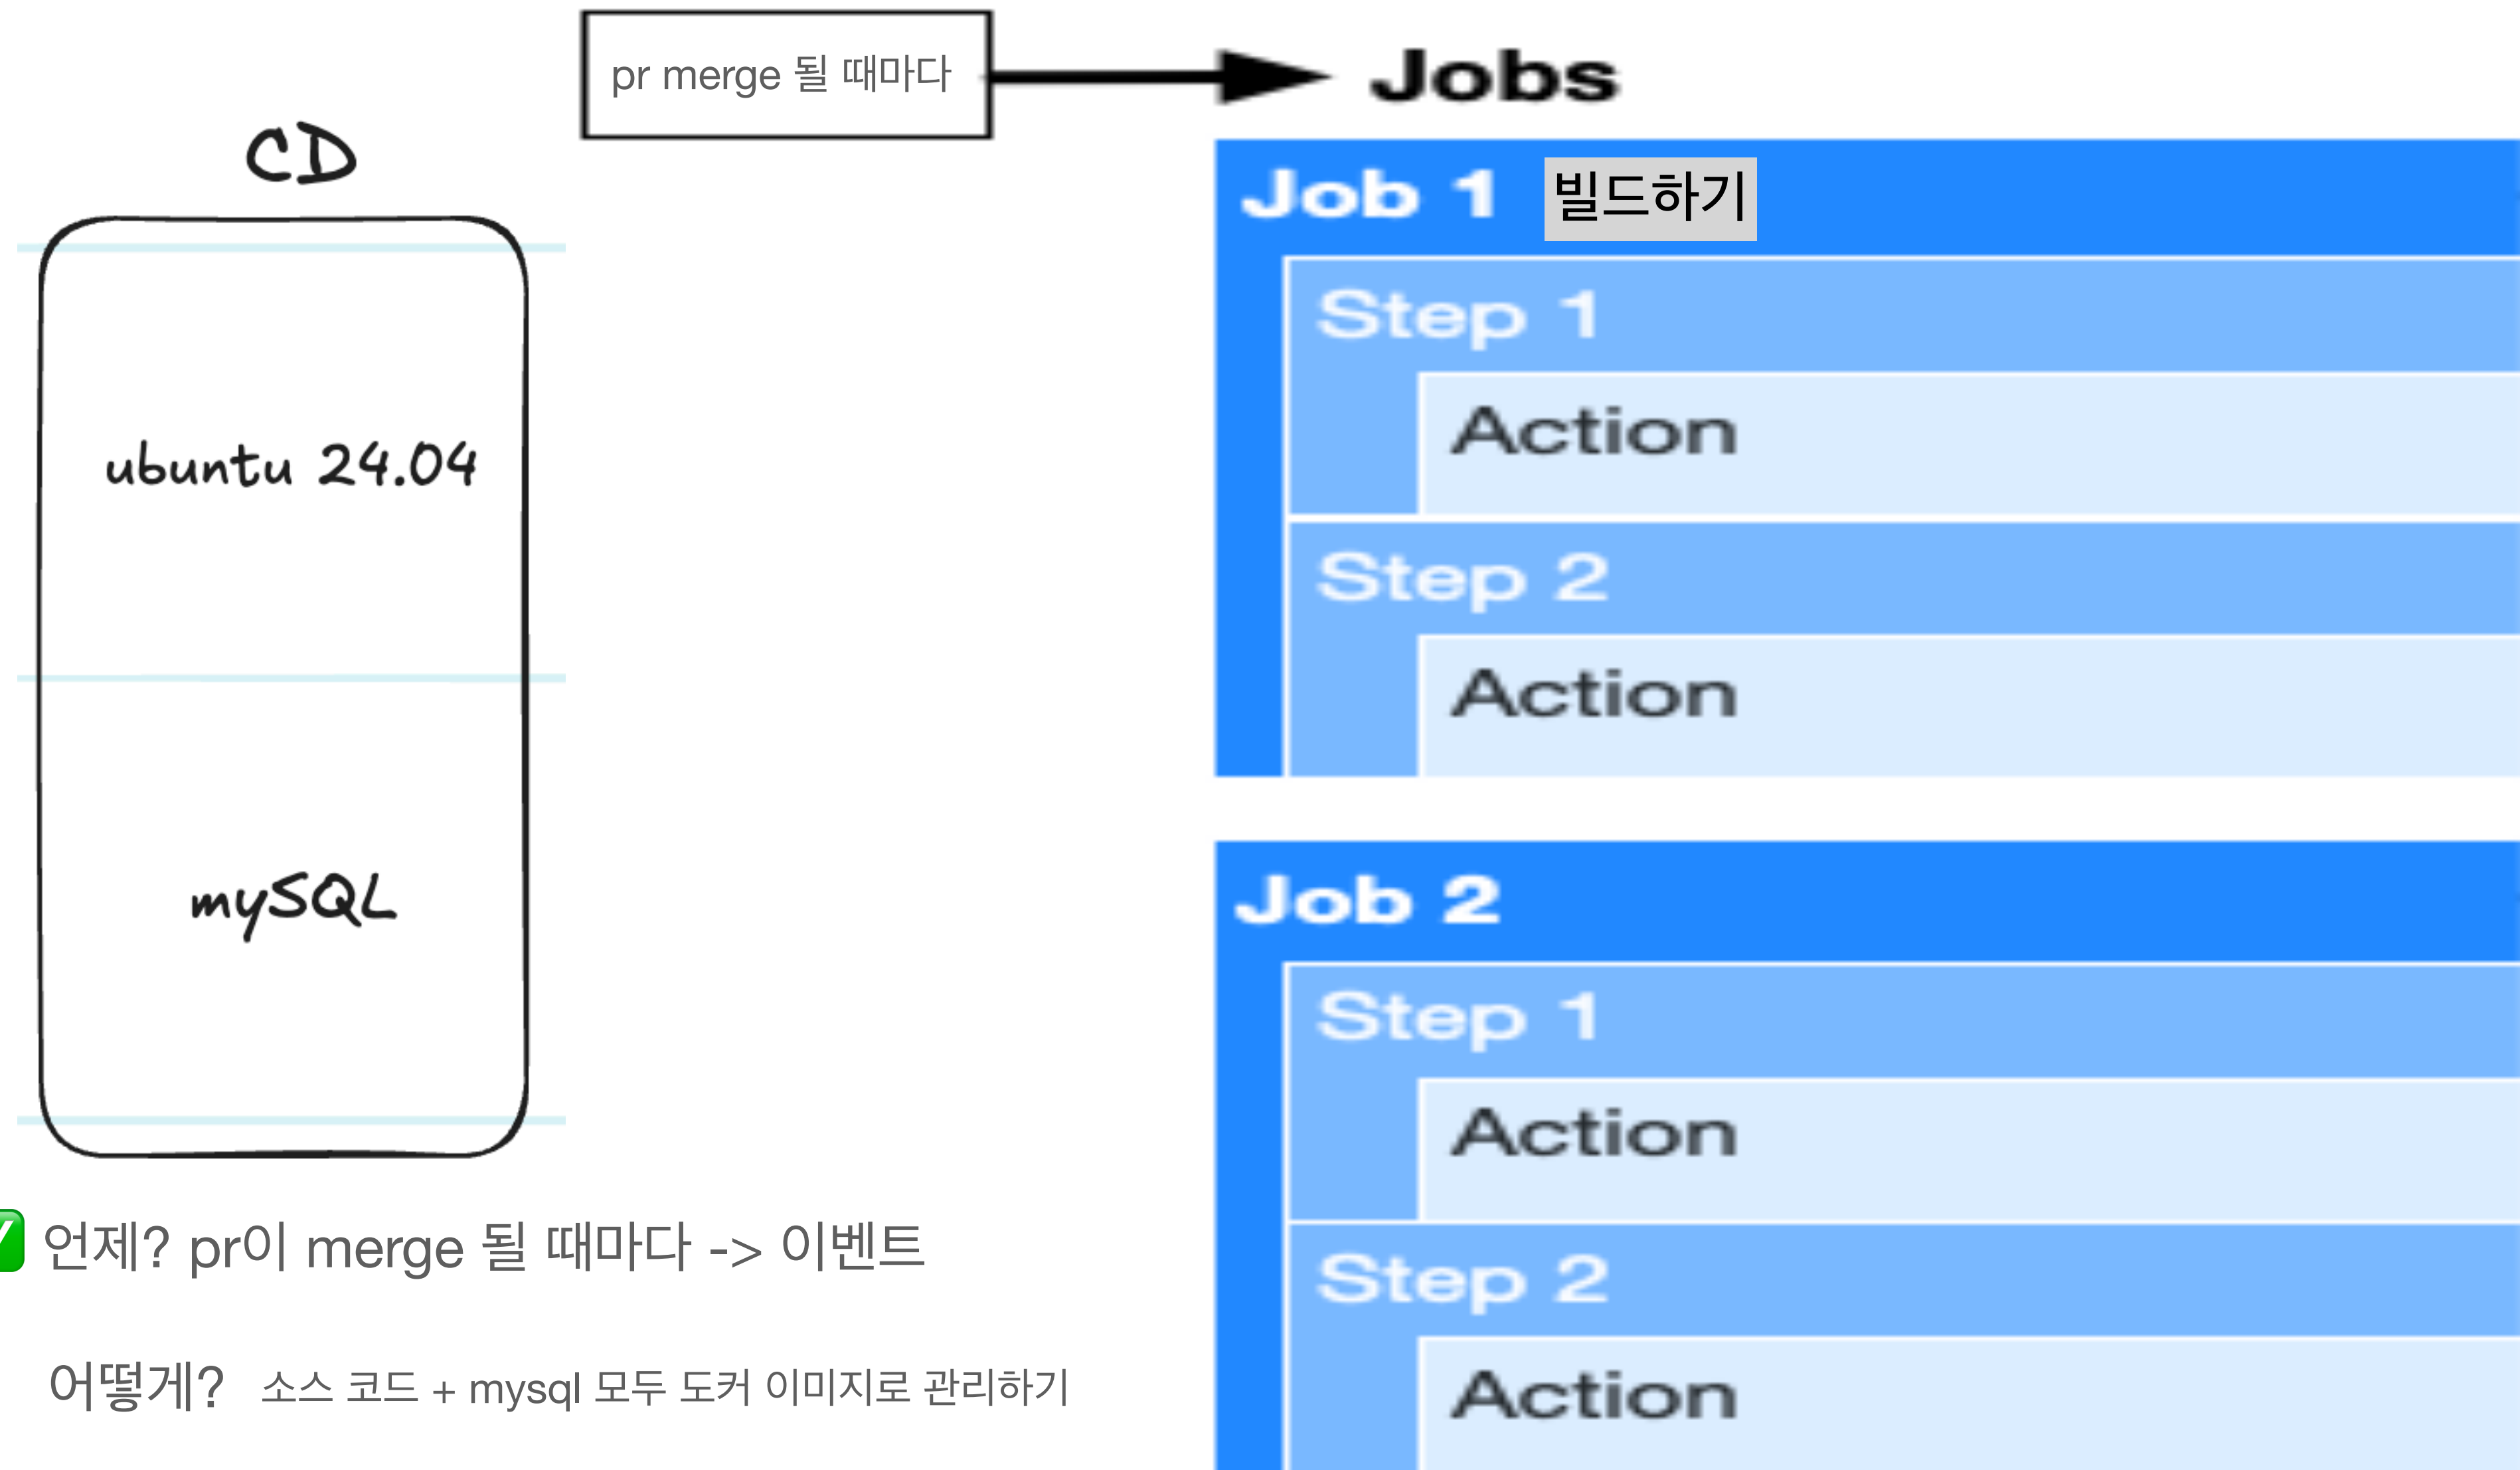 CD
ubuntu 24.04
mySQL
✅ 언제? pr이 merge 될 때마다 -> 이벤트
어떻게? 소스 코드 + mysql 모두 도커 이미지로 관리하기
pr merge 될 때마다
Jobs
Job 1 빌드하기
Step 1
Action
Step 2
Action
Job 2
Step 1
Action
Step 2
Action